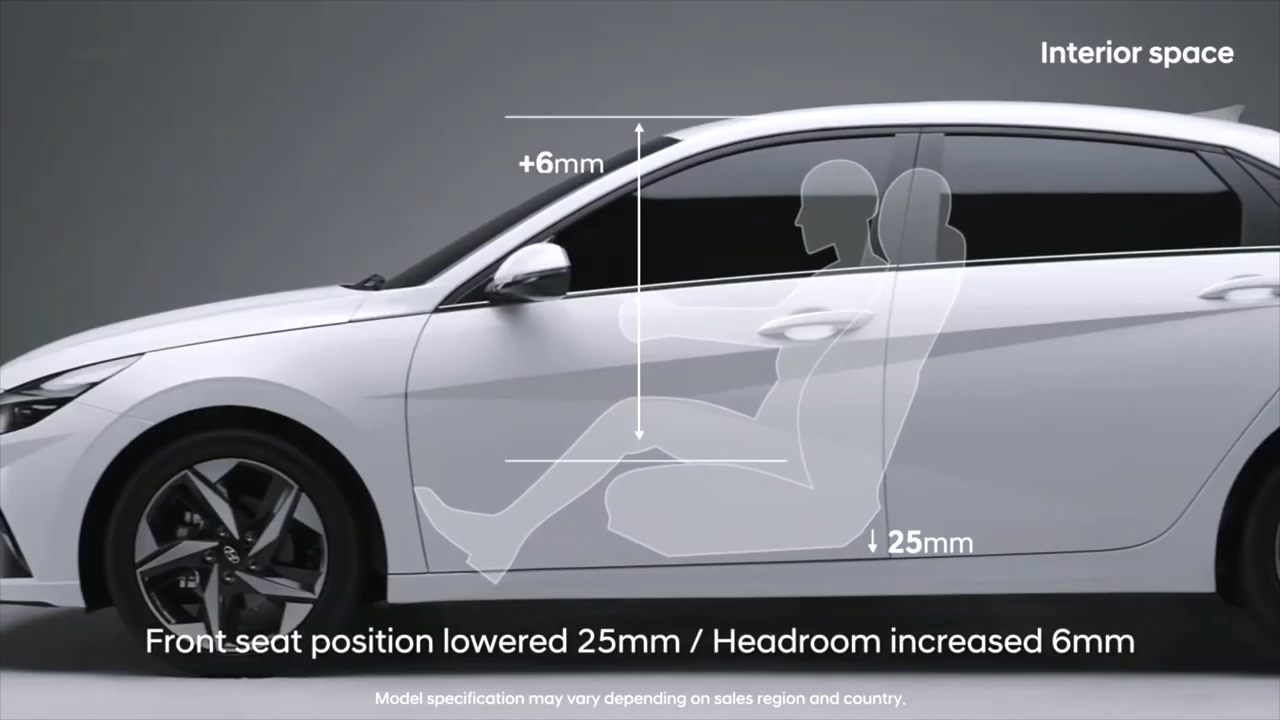 Interior space
+6mm
↓ 25mm
Front seat position lowered 25mm / Headroom increased 6mm
Model specification may vary depending on sales region and country.